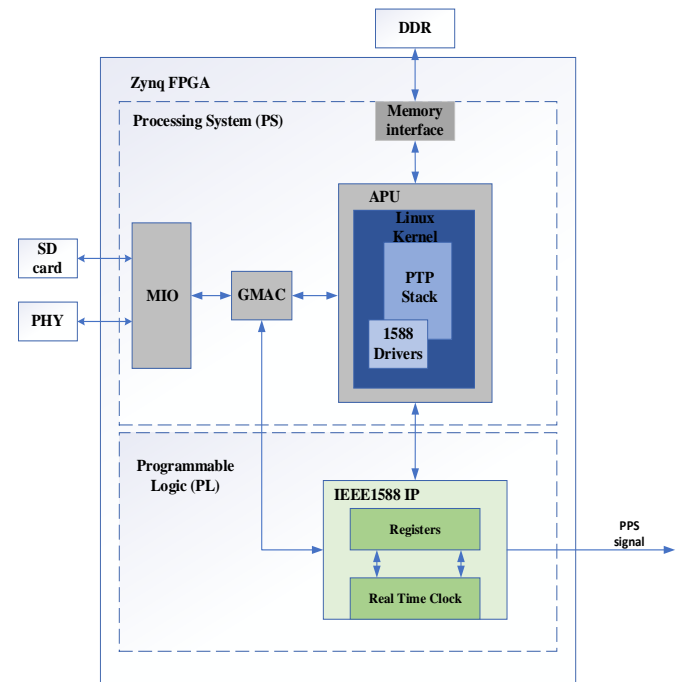 DDR
Zynq FPGA
Processing System (PS)
Memory
interface
APU
Linux
Kernel
PTP
Stack
1588
Drivers
SD
card
MIO
GMAC
PHY
Programmable
Logic (PL)
IEEE1588 IP
Registers
Real Time Clock
PPS
signal